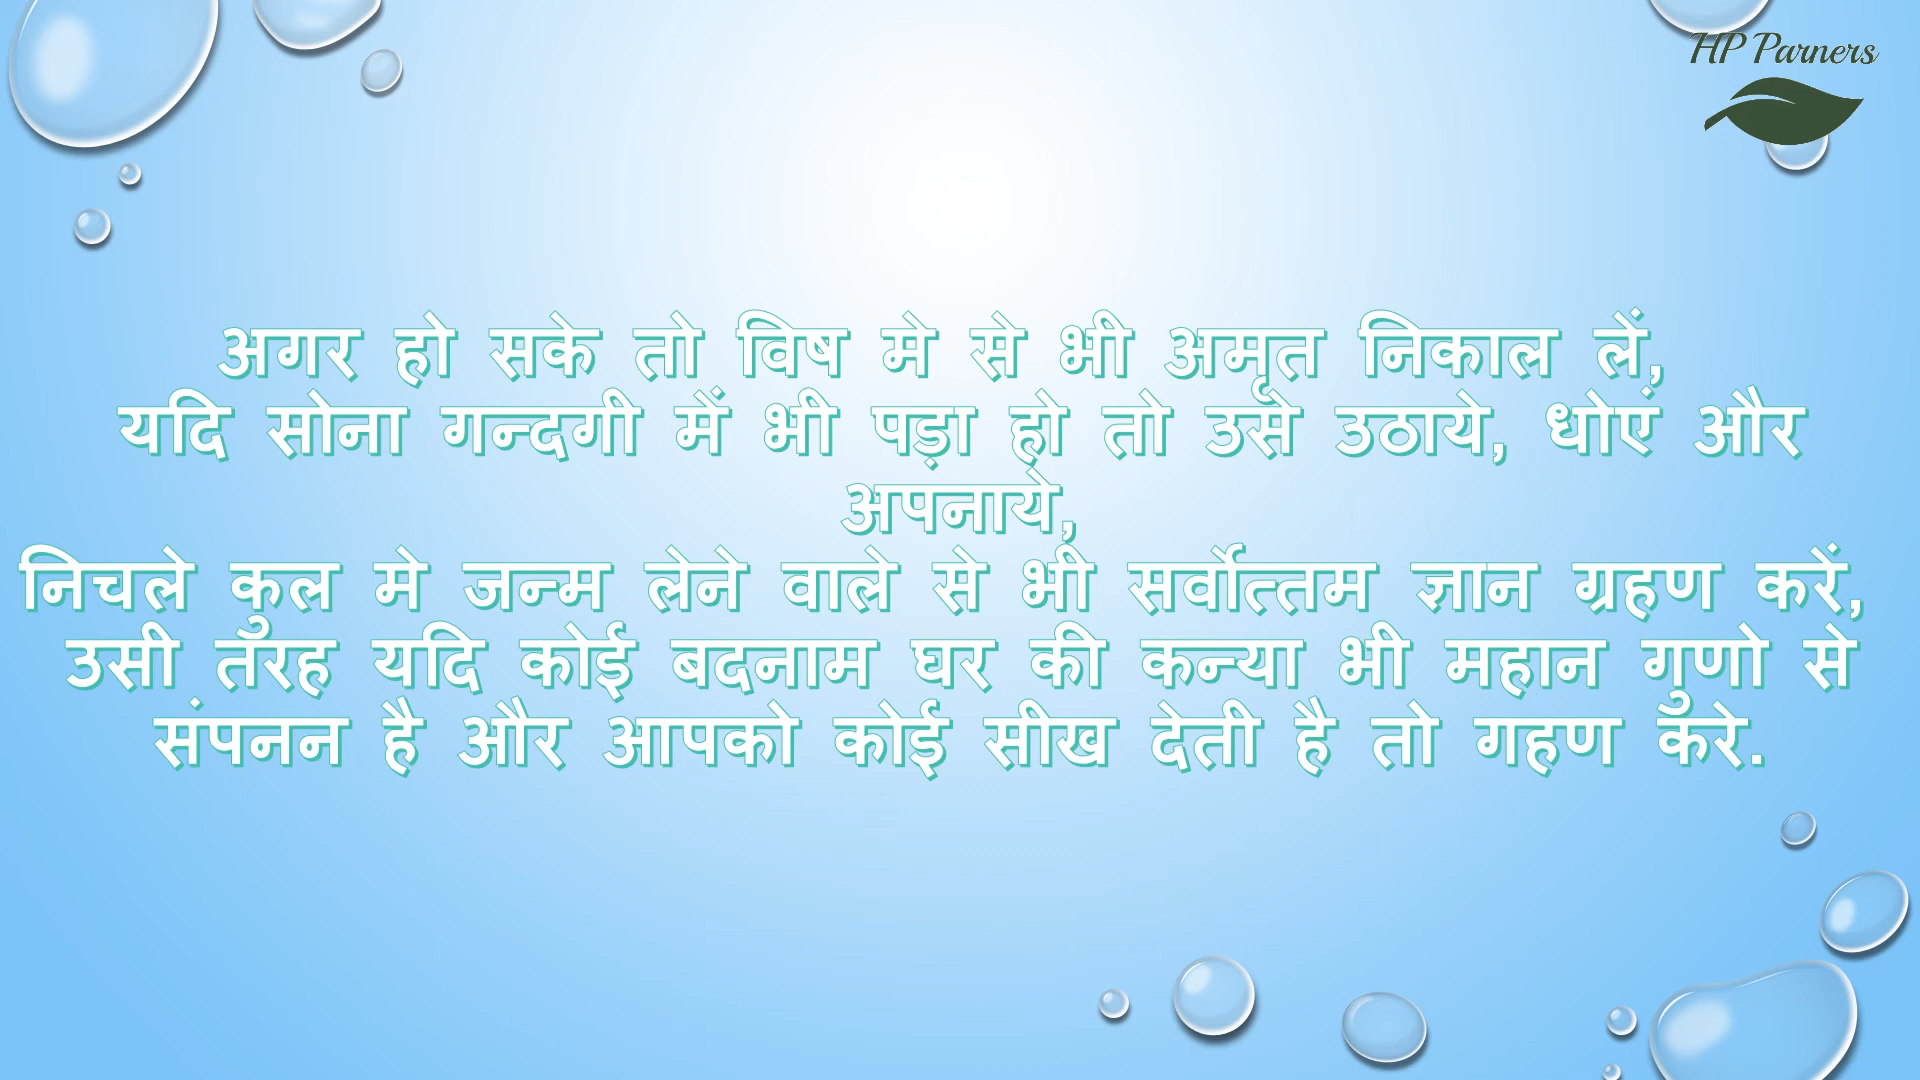 HP Parners
अगर हो सके तो विष मे से भी अमृत निकाल लें,
यदि सोना गन्दगी में भी पड़ा हो तो उसे उठाये, धोएं और
अपनाये,
निचले कुल मे जन्म लेने वाले से भी सर्वोत्तम ज्ञान ग्रहण करें,
उसी तरह यदि कोई बदनाम घर की कन्या भी महान गुणो से
संपनन है और आपको कोई सीख देती है तो गहण करे.